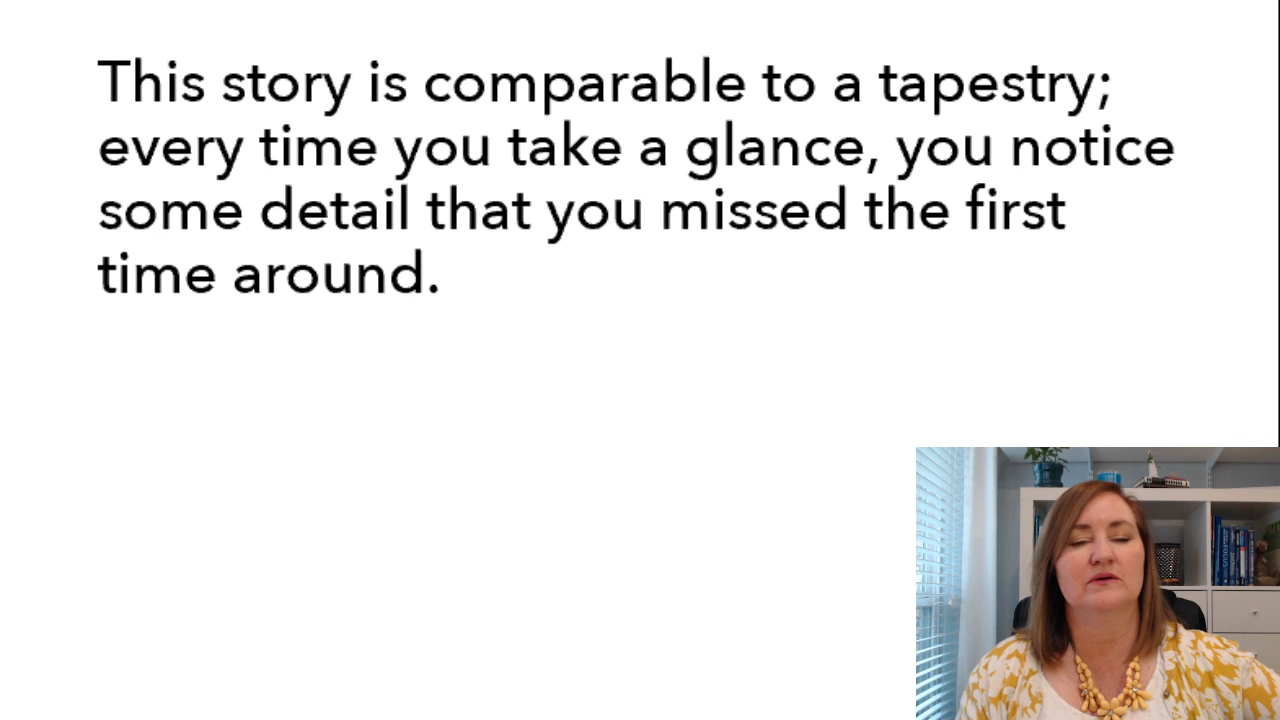 This story is comparable to a tapestry;
every time you take a glance, you notice
some detail that you missed the first
time around.